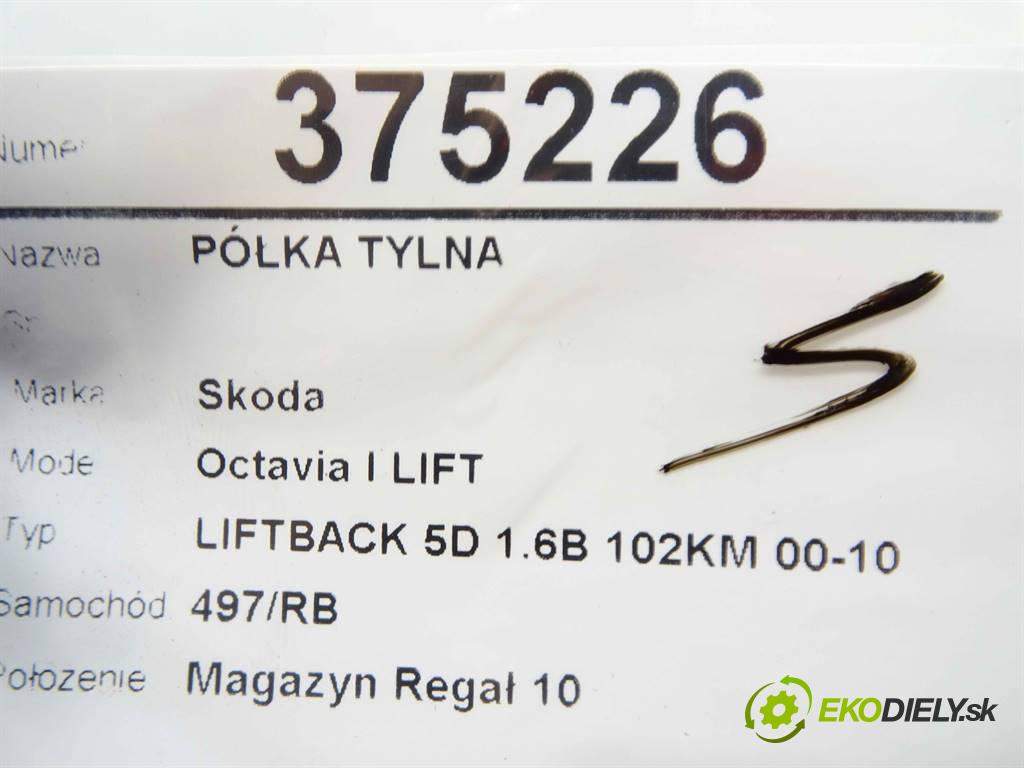 Numer 375226
Nazwa PÓŁKA TYLNA
Marka Skoda
Mode Octavia I LIFT
Typ LIFTBACK 5D 1.6B 102KM 00-10
Samochód 497/RB
Położenie Magazyn Regał 10
S
EKODIELY.sk